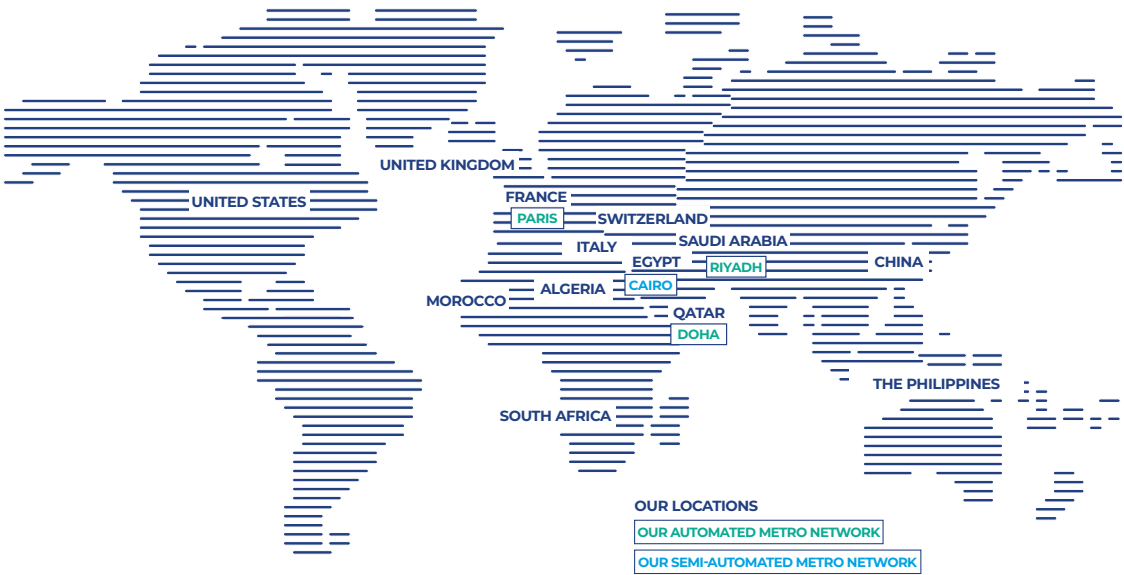 UNITED KINGDOM
UNITED STATES
FRANCE
PARIS
SWITZERLAND
ITALY
SAUDI ARABIA
EGYPT
RIYADH
CHINA
CAIRO
ALGERIA
MOROCCO
QATAR
DOHA
THE PHILIPPINES
SOUTH AFRICA
OUR LOCATIONS
OUR AUTOMATED METRO NETWORK
OUR SEMI-AUTOMATED METRO NETWORK